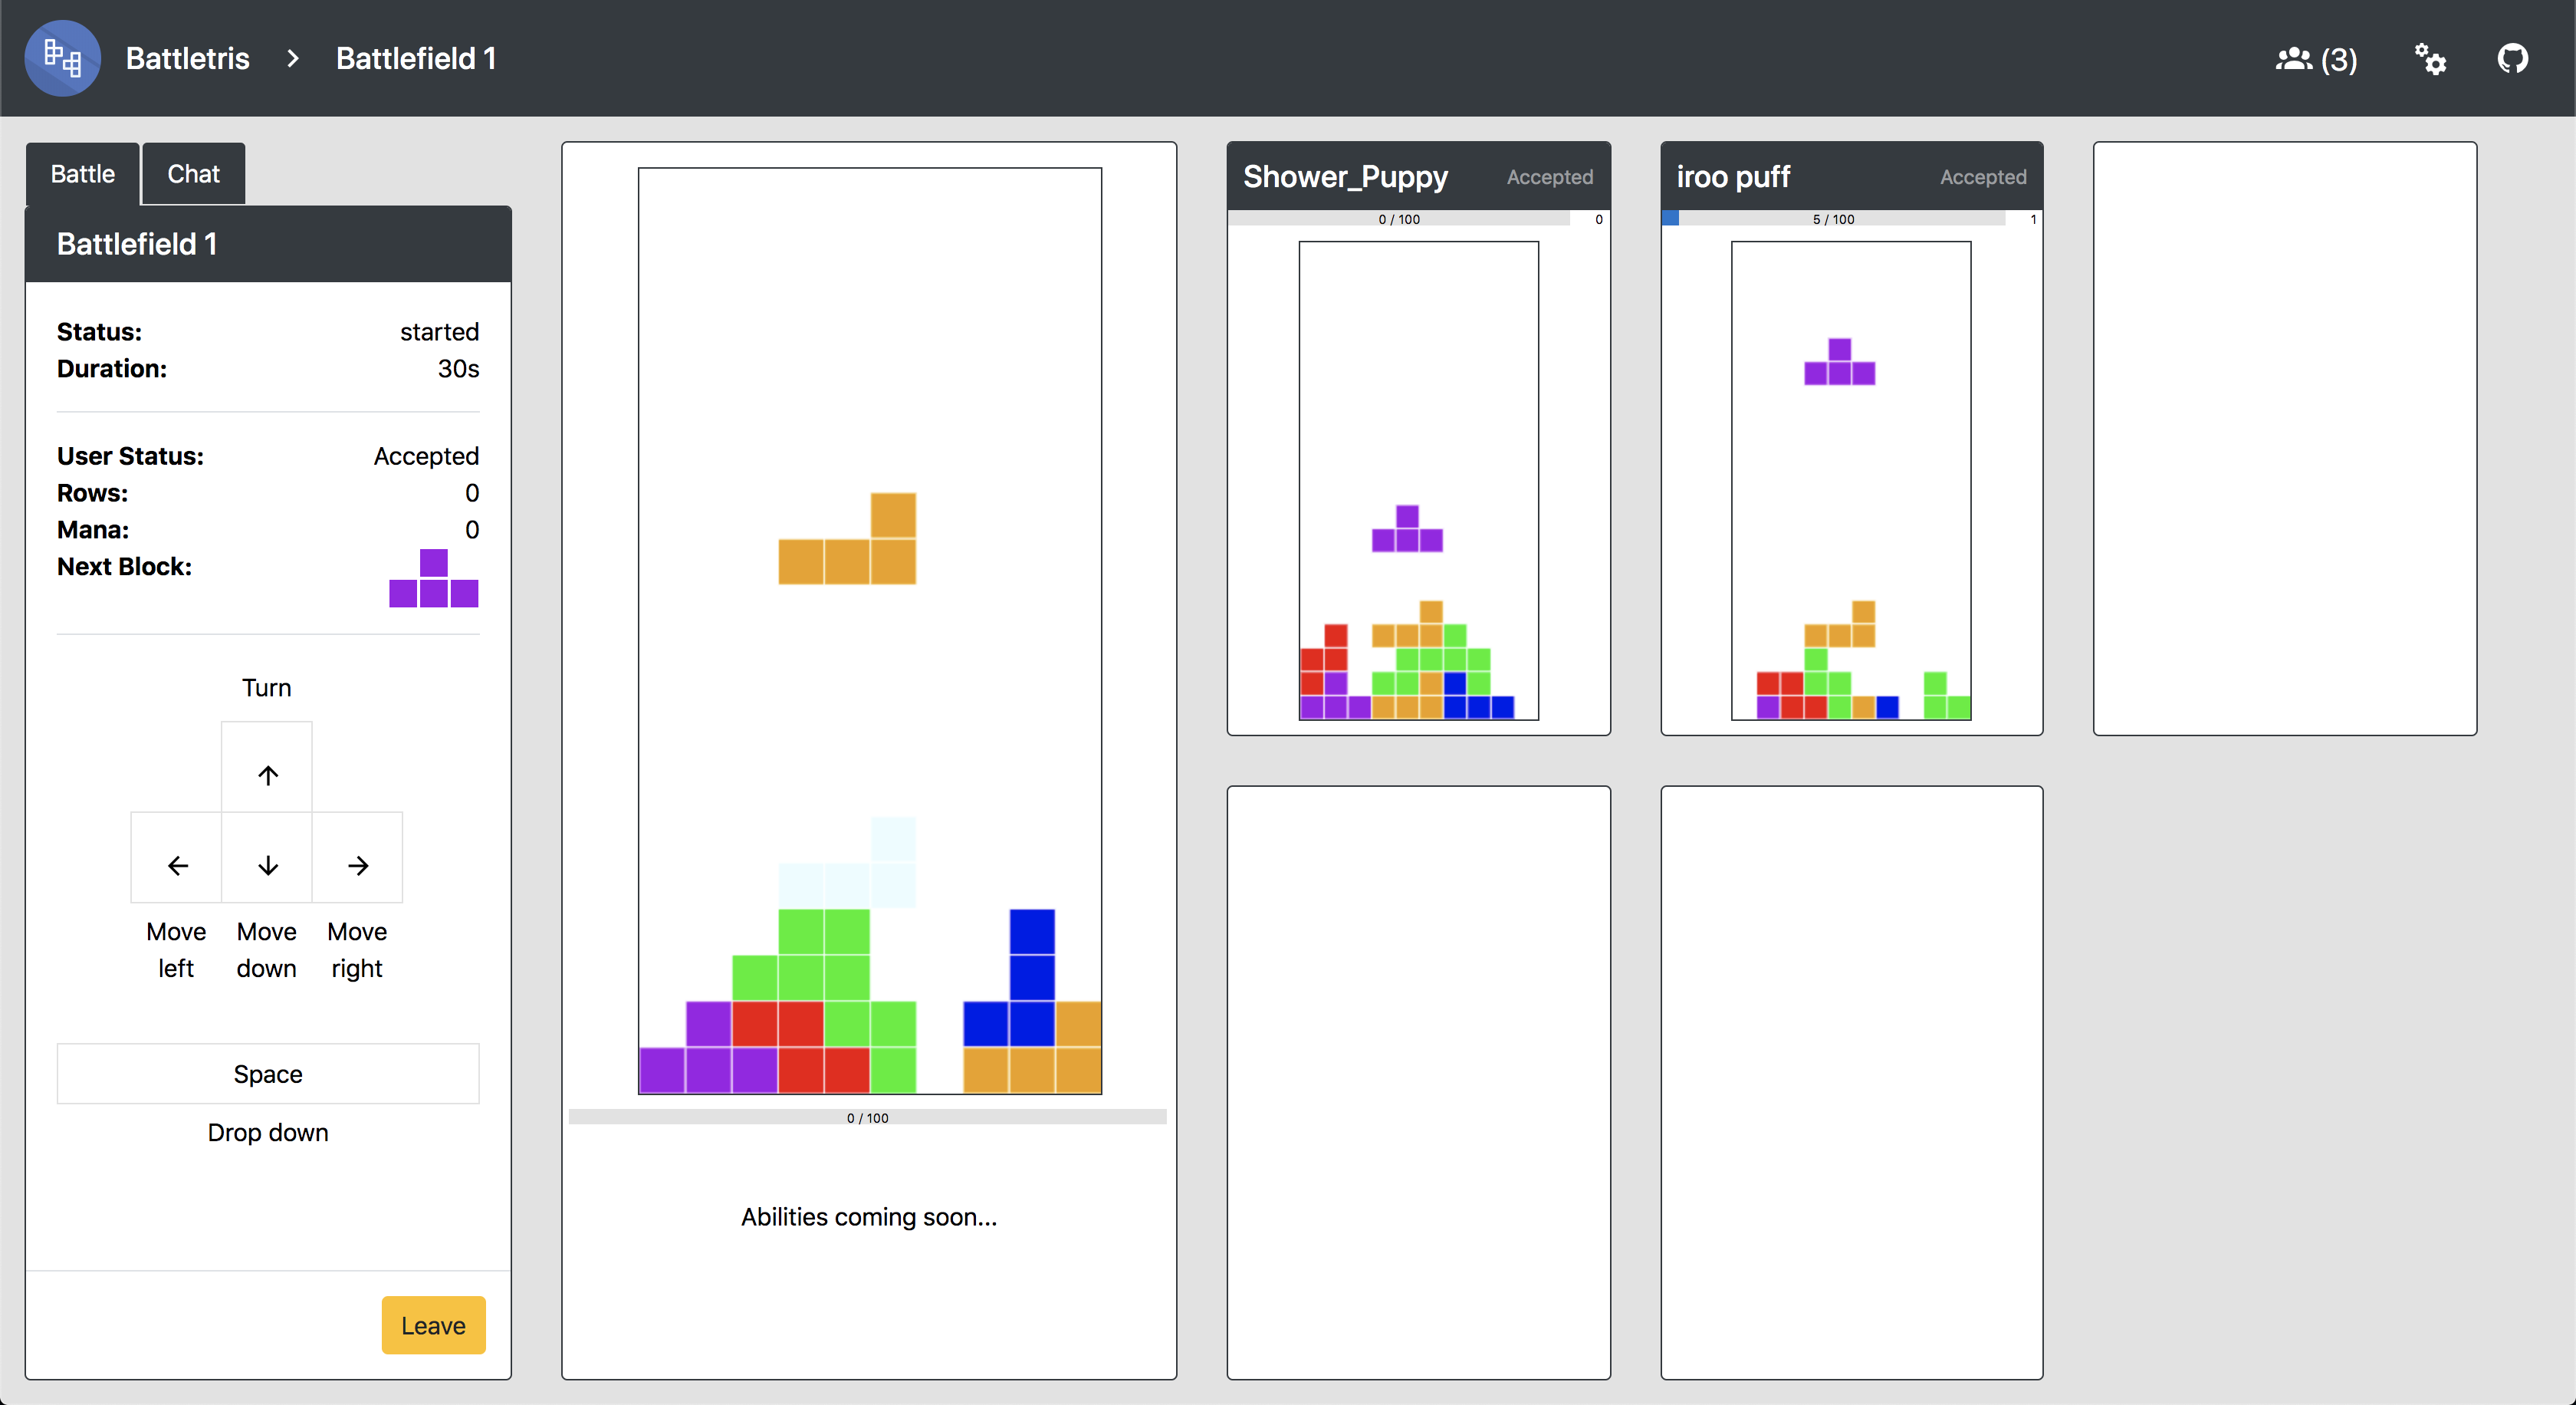 Battletris
Battlefield 1
(3)
Battle
Chat
Battlefield 1
Status: started
Duration: 30s
User Status: Accepted
Rows: 0
Mana: 0
Next Block:
Turn
Move left
Move down
Move right
Space
Drop down
Leave
0 / 100
Abilities coming soon...
Shower_Puppy Accepted
0 / 100 0
iroo puff Accepted
5 / 100 1